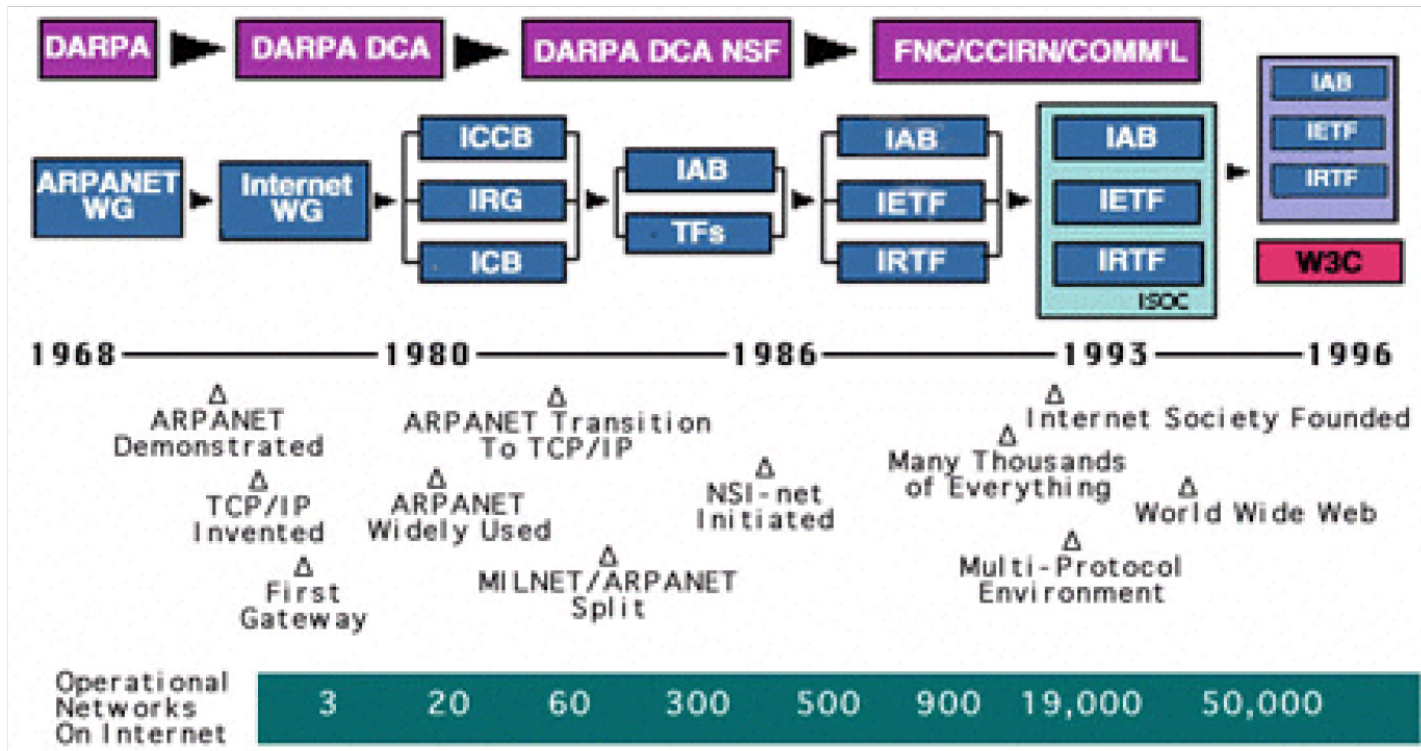 DARPA
DARPA DCA
DARPA DCA NSF
FNC/CCIRN/COMM'L
ARPANET
WG
Internet
WG
ICCB
IRG
ICB
IAB
TFs
IAB
IETF
IRTF
IAB
IETF
IRTF
ISOC
IAB
IETF
IRTF
W3C
1968
1980
1986
1993
1996
ARPANET
Demonstrated
TCP/IP
Invented
First
Gateway
ARPANET Transition
To TCP/IP
ARPANET
Widely Used
MILNET/ARPANET
Split
NSI-net
Initiated
Internet Society Founded
Many Thousands
of Everything
World Wide Web
Multi-Protocol
Environment
Operational
Networks
On Internet
3 20 60 300 500 900 19,000 50,000